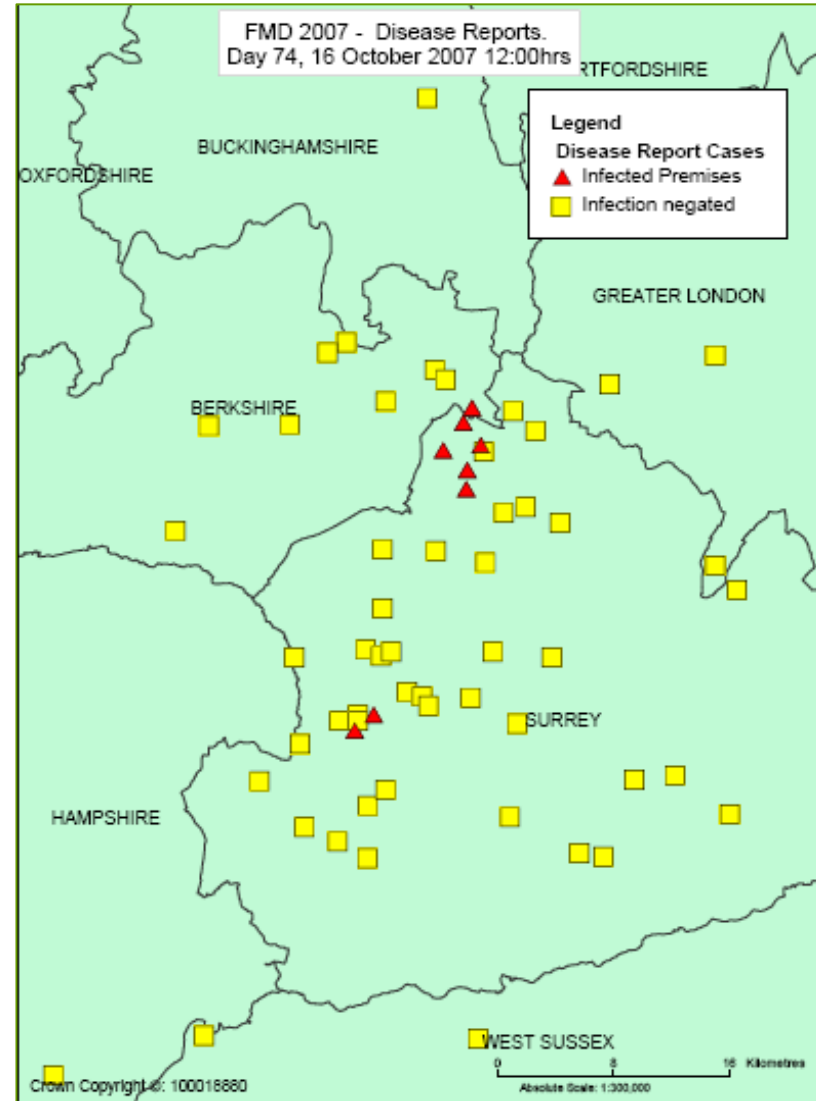 FMD 2007 - Disease Reports.
Day 74, 16 October 2007 12:00hrs
RTFORDSHIRE
Legend
Disease Report Cases
Infected Premises
Infection negated
BUCKINGHAMSHIRE
OXFORDSHIRE
GREATER LONDON
BERKSHIRE
SURREY
HAMPSHIRE
WEST SUSSEX
0 8 16 Kilometres
Absolute Scale: 1:300,000
Crown Copyright ©: 100018880